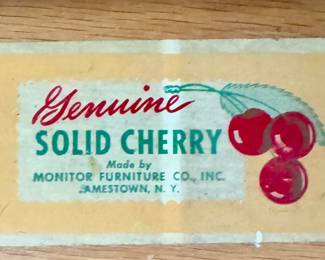 Genuine
SOLID CHERRY
Made by
MONITOR FURNITURE CO., INC.
JAMESTOWN, N. Y.